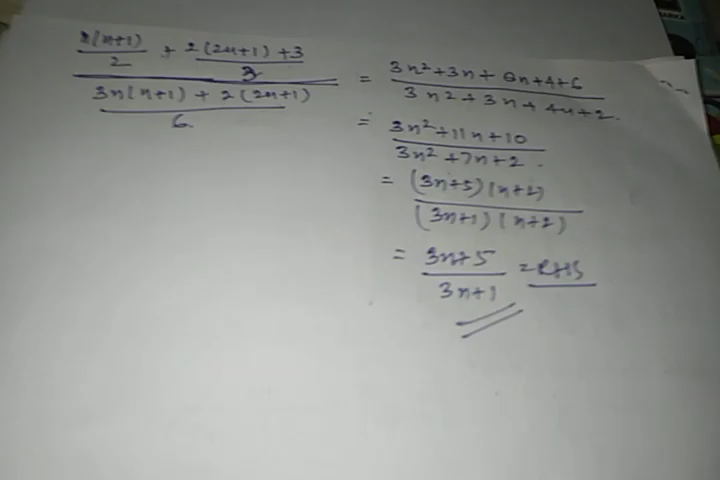 n(n+1)/2 + 2(2n+1)+3/3 = 3n²+3n+8n+4+6
3n(n+1) + 2(2n+1)/6 3n2+3n+4n+2.
= 3n²+11n+10
3n²+7n+2.
= (3n+5)(n+2)
(3n+1)(n+2)
= 3n+5 = RHS
3n+1